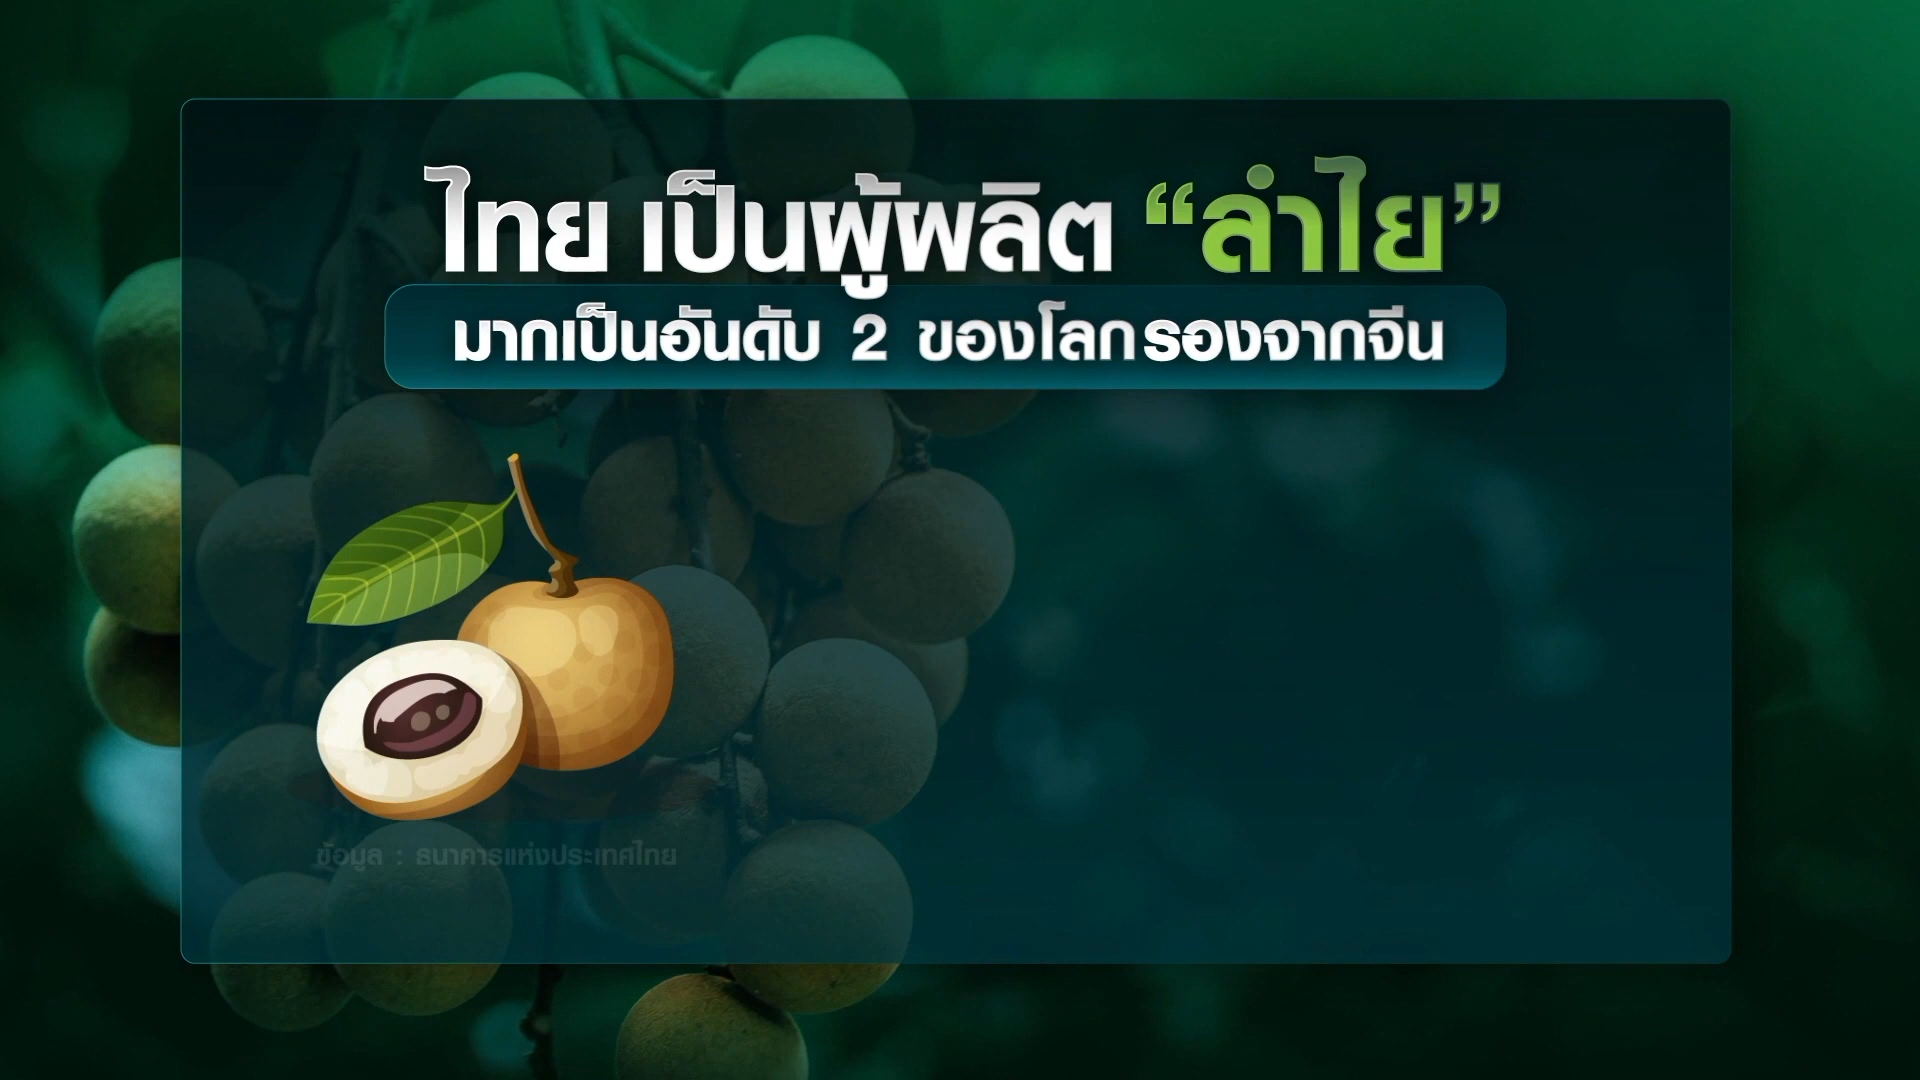 ไทย เป็นผู้ผลิต “ลำไย”
มากเป็นอันดับ 2 ของโลกรองจากจีน
ข้อมูล : ธนาคารแห่งประเทศไทย